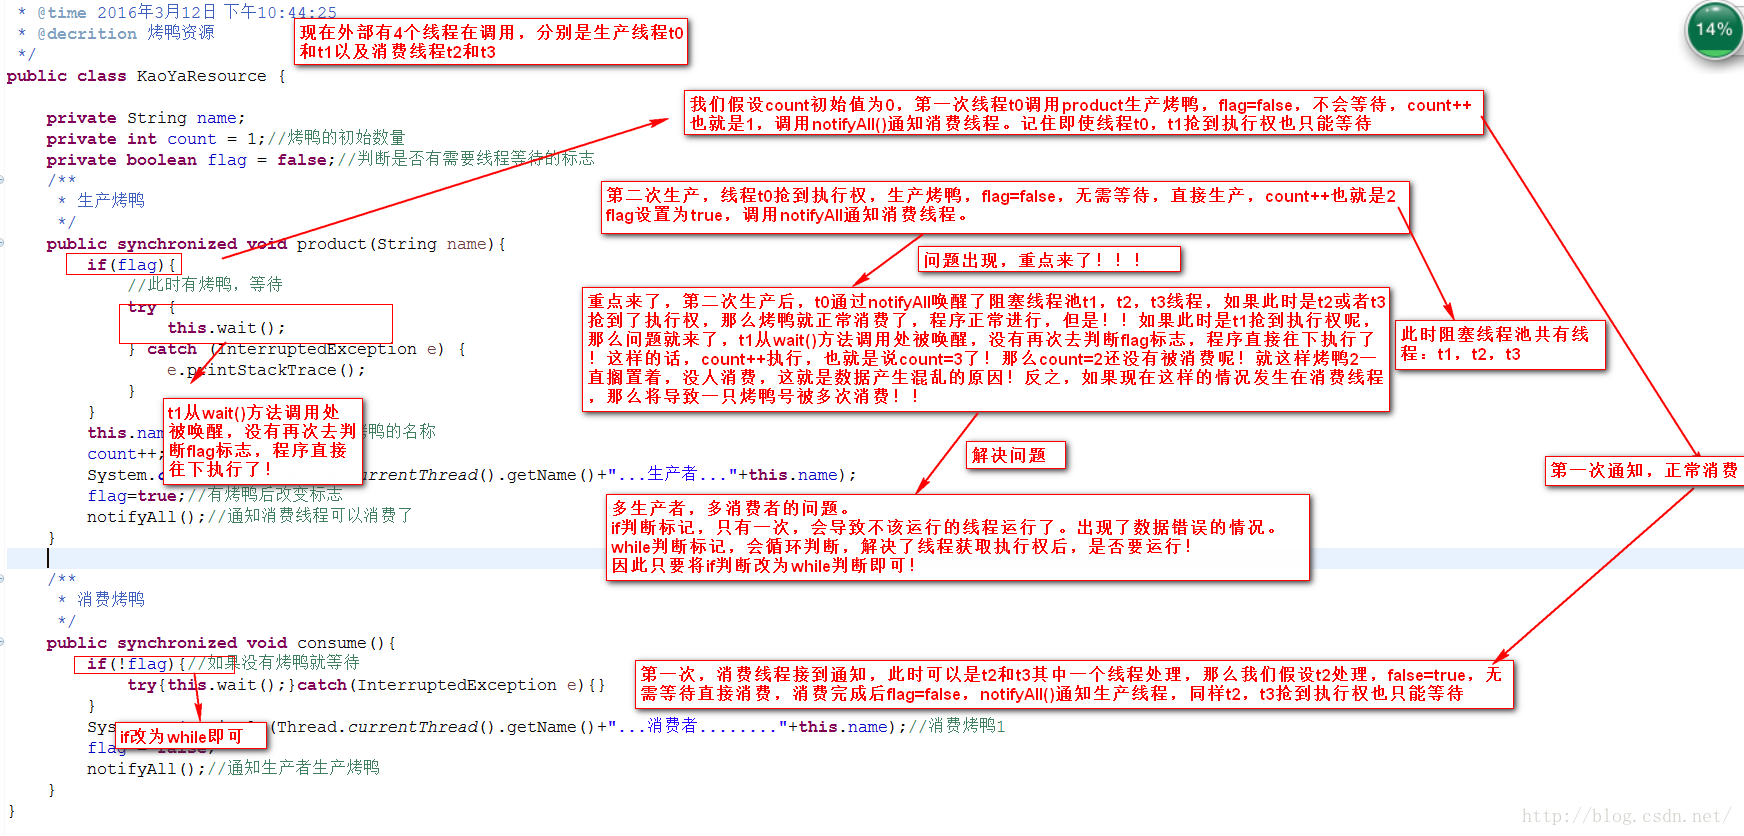 * @time 2016年3月12日 下午10:44:25
* @decrition 烤鸭资源
*/
public class KaoYaResource {
private String name;
private int count = 1;//烤鸭的初始数量
private boolean flag = false;//判断是否有需要线程等待的标志
/**
* 生产烤鸭
*/
public synchronized void product(String name){
if(flag){
//此时有烤鸭，等待
try {
this.wait();
} catch (InterruptedException e) {
e.printStackTrace();
}
}
this.na
烤鸭的名称
count++;
System.
currentThread().getName()+"...生产者..."+this.name);
flag=true;//有烤鸭后改变标志
notifyAll();//通知消费线程可以消费了
}
/**
* 消费烤鸭
*/
public synchronized void consume(){
if(!flag){//如果没有烤鸭就等待
try{this.wait();}catch(InterruptedException e){}
}
Sys
(Thread.currentThread().getName()+"...消费者........"+this.name);//消费烤鸭1
flag = false;
notifyAll();//通知生产者生产烤鸭
}
}
现在外部有4个线程在调用，分别是生产线程t0
和t1以及消费线程t2和t3
我们假设count初始值为0，第一次线程t0调用product生产烤鸭，flag=false，不会等待，count++
也就是1，调用notifyAll()通知消费线程。记住即使线程t0，t1抢到执行权也只能等待
第二次生产，线程t0抢到执行权，生产烤鸭，flag=false，无需等待，直接生产，count++也就是2
flag设置为true，调用notifyAll通知消费线程。
问题出现，重点来了！！！
重点来了，第二次生产后，t0通过notifyAll唤醒了阻塞线程池t1，t2，t3线程，如果此时是t2或者t3
抢到了执行权，那么烤鸭就正常消费了，程序正常进行，但是！！如果此时是t1抢到执行权呢，
那么问题就来了，t1从wait()方法调用处被唤醒，没有再次去判断flag标志，程序直接往下执行了
！这样的话，count++执行，也就是说count=3了！那么count=2还没有被消费呢！就这样烤鸭2一
直搁置着，没人消费，这就是数据产生混乱的原因！反之，如果现在这样的情况发生在消费线程
，那么将导致一只烤鸭号被多次消费！！
此时阻塞线程池共有线
程：t1，t2，t3
t1从wait()方法调用处
被唤醒，没有再次去判
断flag标志，程序直接
往下执行了！
解决问题
第一次通知，正常消费
多生产者，多消费者的问题。
if判断标记，只有一次，会导致不该运行的线程运行了。出现了数据错误的情况。
while判断标记，会循环判断，解决了线程获取执行权后，是否要运行！
因此只要将if判断改为while判断即可！
第一次，消费线程接到通知，此时可以是t2和t3其中一个线程处理，那么我们假设t2处理，false=true，无
需等待直接消费，消费完成后flag=false，notifyAll()通知生产线程，同样t2，t3抢到执行权也只能等待
if改为while即可
14%
http://blog.csdn.net/